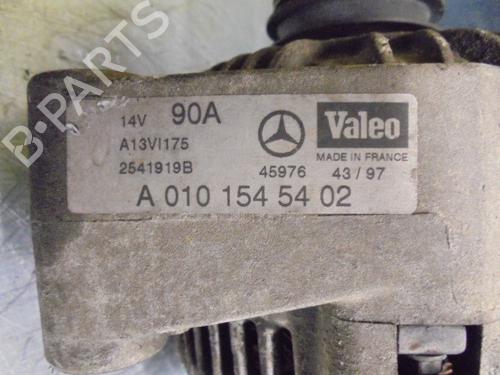 14V 90A
A13VI175
2541919B
45976
Valeo
MADE IN FRANCE
43 / 97
A 010 154 54 02
B-PARTS